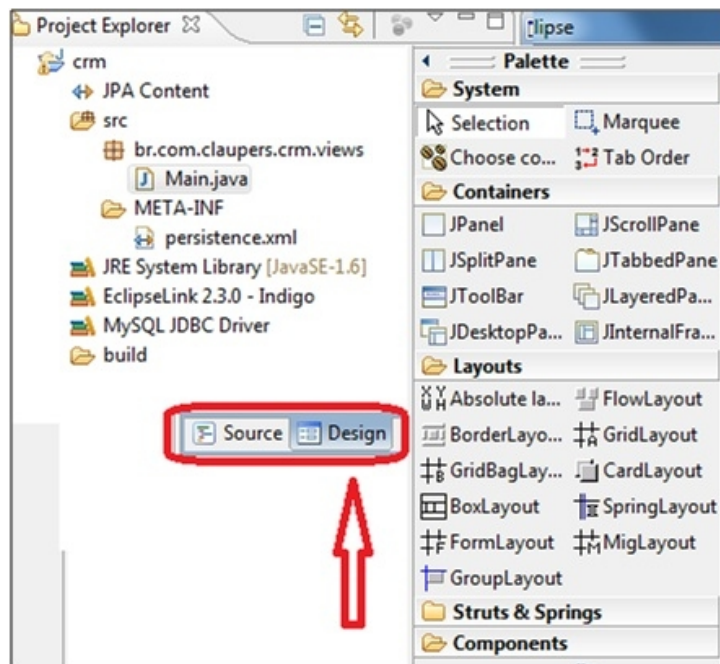 Project Explorer
crm
JPA Content
src
br.com.claupers.crm.views
Main.java
META-INF
persistence.xml
JRE System Library [JavaSE-1.6]
EclipseLink 2.3.0 - Indigo
MySQL JDBC Driver
build
Source Design
lipse
Palette
System
Selection Marquee
Choose co... Tab Order
Containers
JPanel JScrollPane
JSplitPane JTabbedPane
JToolBar JLayeredPa...
JDesktopPa... JInternalFra...
Layouts
Absolute la... FlowLayout
BorderLayo... GridLayout
GridBagLay... CardLayout
BoxLayout SpringLayout
FormLayout MigLayout
GroupLayout
Struts & Springs
Components